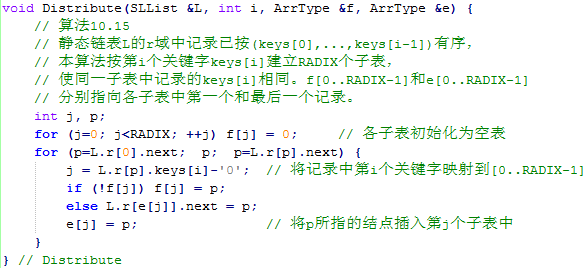 void Distribute(SLList &L, int i, ArrType &f, ArrType &e) {
// 算法10.15
// 静态链表L的r域中记录已按(keys[0],...,keys[i-1])有序，
// 本算法按第i个关键字keys[i]建立RADIX个子表，
// 使同一子表中记录的keys[i]相同。f[0..RADIX-1]和e[0..RADIX-1]
// 分别指向各子表中第一个和最后一个记录。
int j, p;
for (j=0; j<RADIX; ++j) f[j] = 0; // 各子表初始化为空表
for (p=L.r[0].next; p; p=L.r[p].next) {
j = L.r[p].keys[i]-'0'; // 将记录中第i个关键字映射到[0..RADIX-1]
if (!f[j]) f[j] = p;
else L.r[e[j]].next = p;
e[j] = p; // 将p所指的结点插入第j个子表中
}
} // Distribute